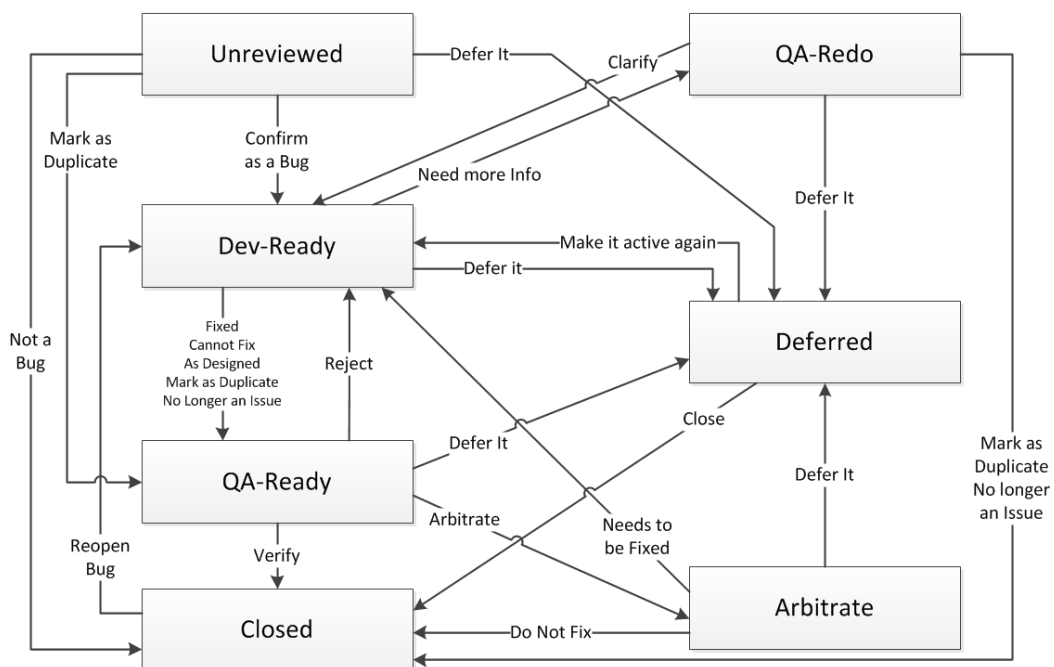 Unreviewed
Defer It
QA-Redo
Clarify
Mark as
Duplicate
Confirm
as a Bug
Need more Info
Defer It
Dev-Ready
Make it active again
Defer it
Not a
Bug
Fixed
Cannot Fix
As Designed
Mark as Duplicate
No Longer an Issue
Reject
Deferred
Close
Defer It
QA-Ready
Mark as
Duplicate
No longer
an Issue
Defer It
Arbitrate
Needs to
be Fixed
Reopen
Bug
Verify
Arbitrate
Closed
Do Not Fix